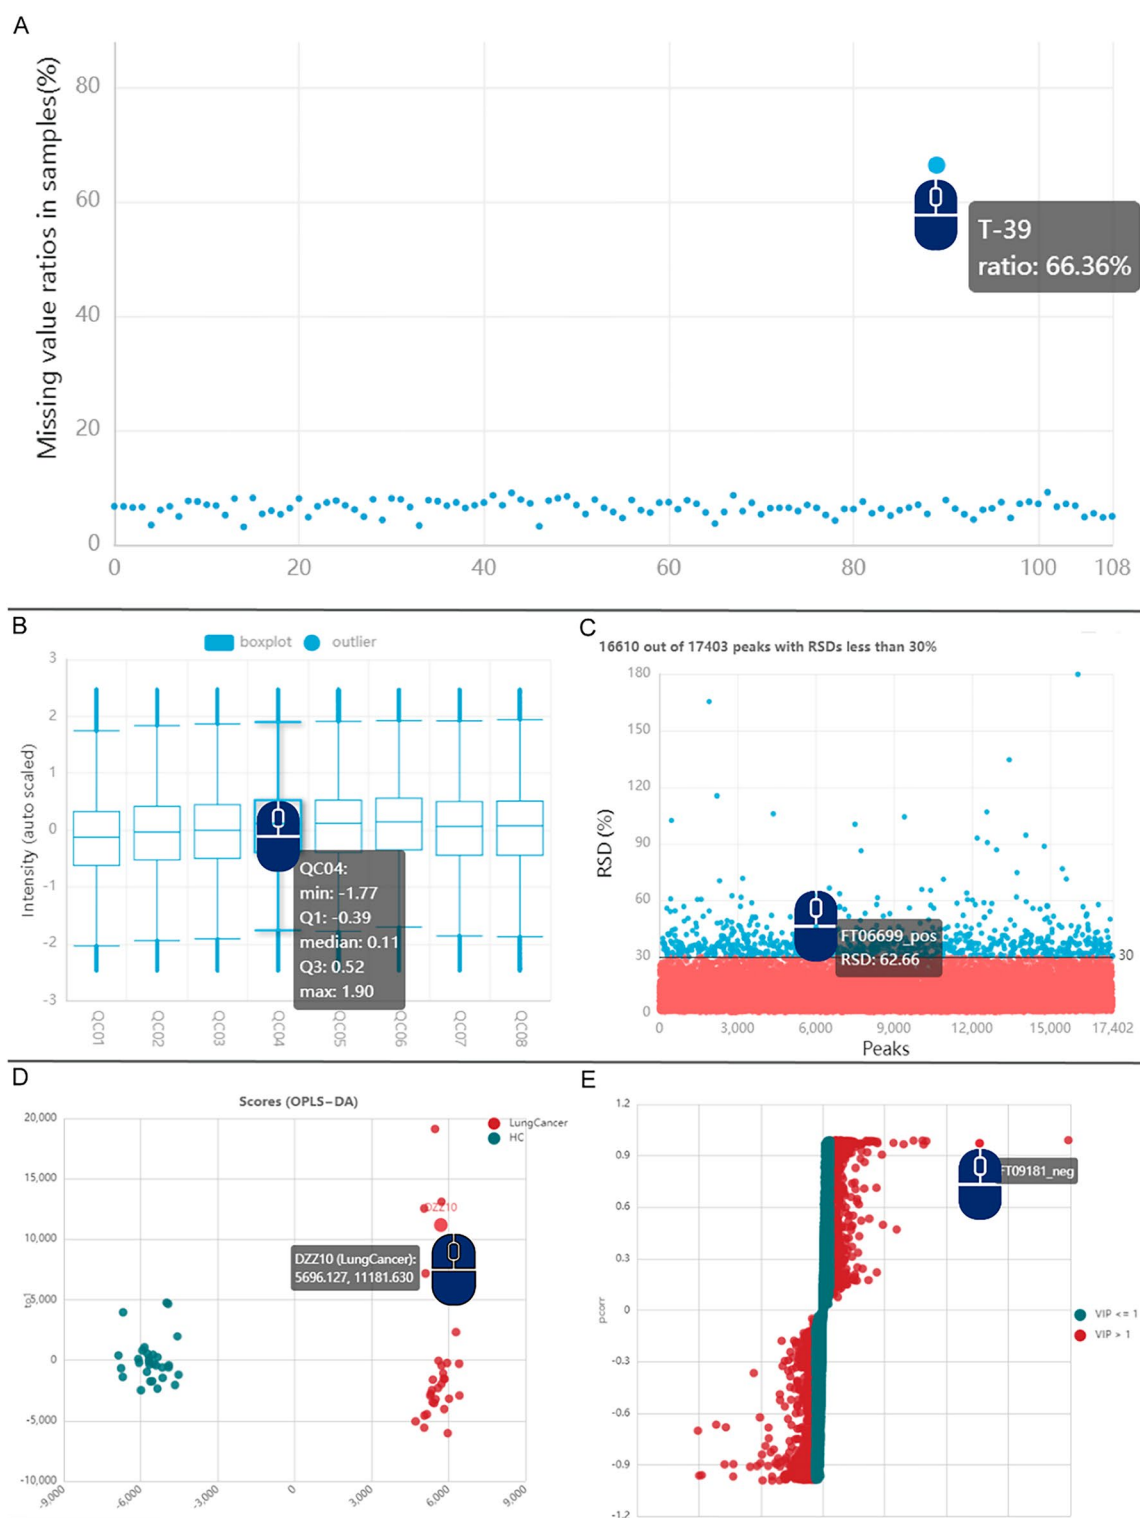 A
Missing value ratios in samples(%)
80
60
40
20
0
0 20 40 60 80 100 108
T-39
ratio: 66.36%
B
boxplot outlier
Intensity (auto scaled)
3
2
1
0
-1
-2
-3
QC01 QC02 QC03 QC04 QC05 QC06 QC07 QC08
QC04:
min: -1.77
Q1: -0.39
median: 0.11
Q3: 0.52
max: 1.90
C
16610 out of 17403 peaks with RSDs less than 30%
RSD (%)
180
150
120
90
60
30
0
30
FT06699_pos
RSD: 62.66
0 3,000 6,000 9,000 12,000 15,000 17,402
Peaks
D
Scores (OPLS-DA)
LungCancer
HC
20,000
15,000
10,000
5,000
0
-5,000
-10,000
-9,000 -6,000 -3,000 0 3,000 6,000 9,000
DZZ10
DZZ10 (LungCancer):
5696.127, 11181.630
E
pcorr
1.2
0.9
0.6
0.3
0
-0.3
-0.6
-0.9
-1.2
FT09181_neg
VIP <= 1
VIP > 1